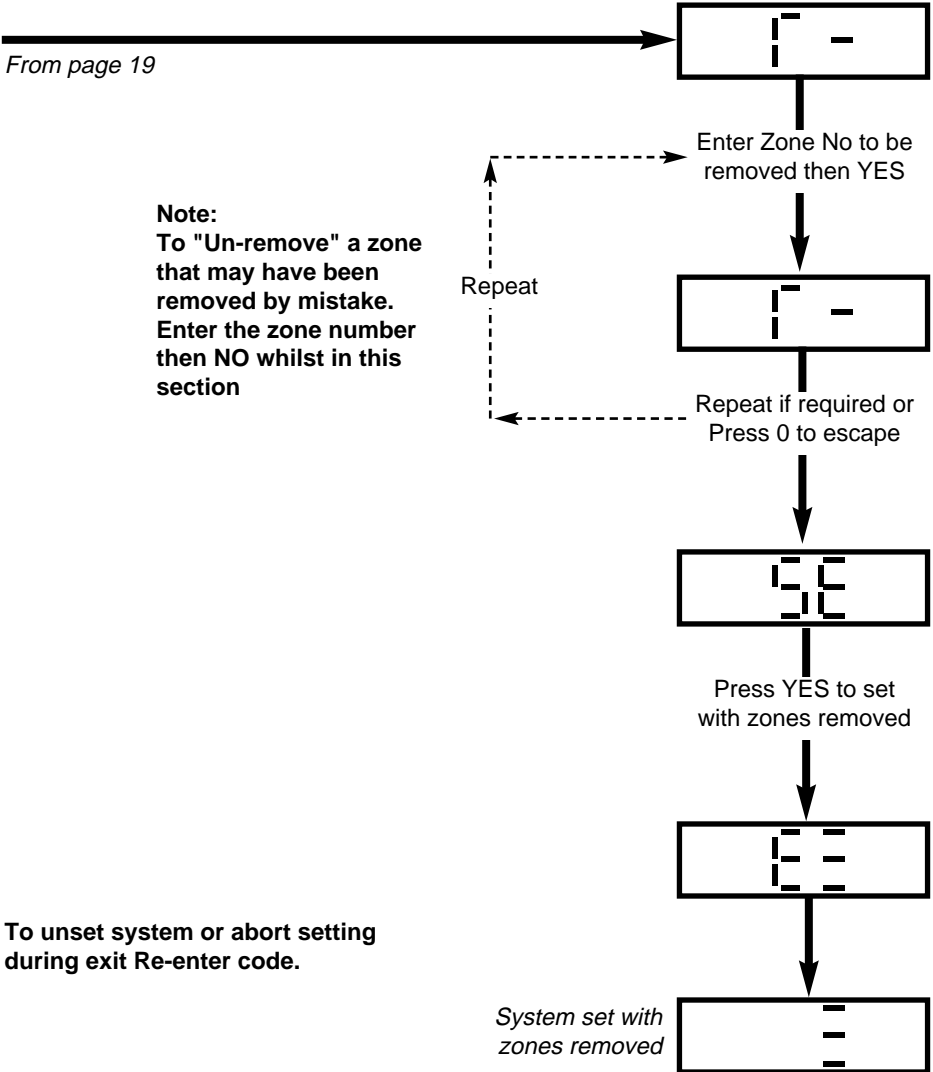 From page 19
Γ -
Enter Zone No to be
removed then YES
Note:
To "Un-remove" a zone
that may have been
removed by mistake.
Enter the zone number
then NO whilst in this
section
Repeat
Γ -
Repeat if required or
Press 0 to escape
SE
Press YES to set
with zones removed
E ≡
To unset system or abort setting
during exit Re-enter code.
System set with
zones removed
≡